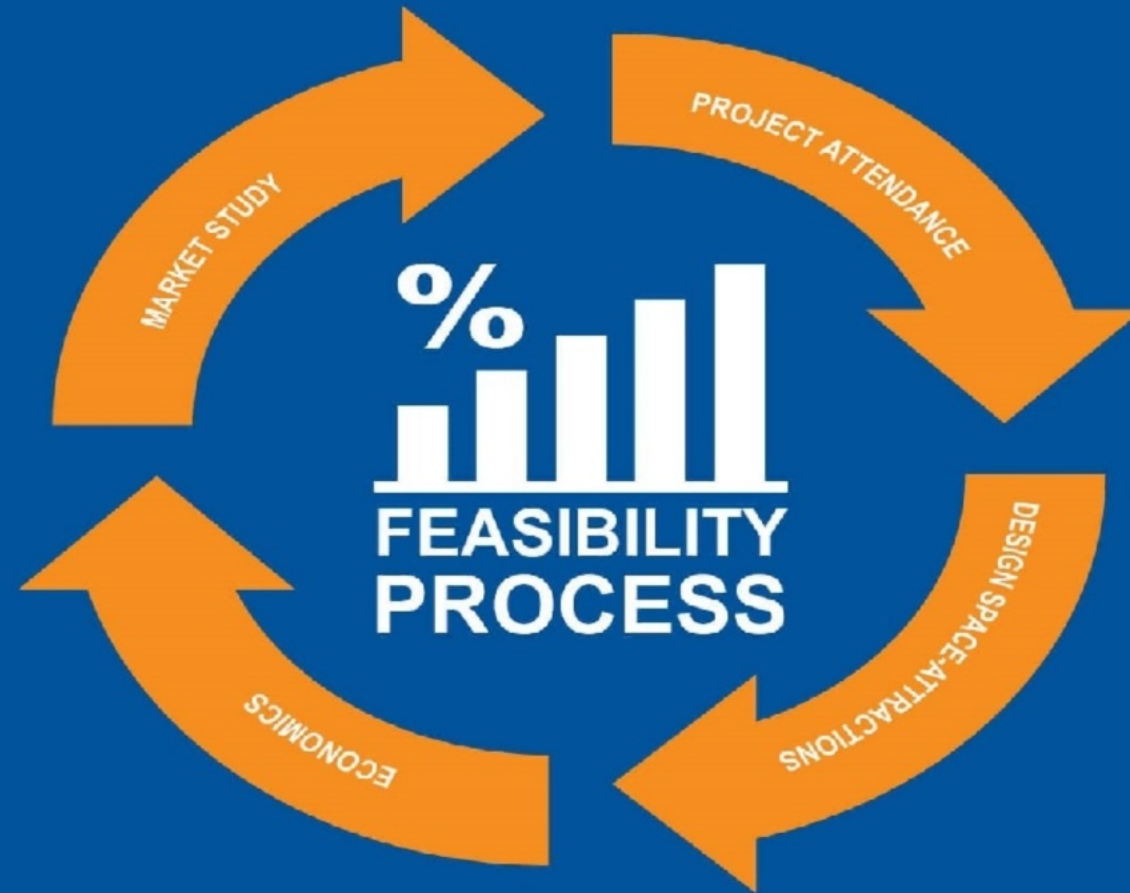 MARKET STUDY
PROJECT ATTENDANCE
%
FEASIBILITY
PROCESS
DESIGN SPACE-ATTRACTIONS
ECONOMICS